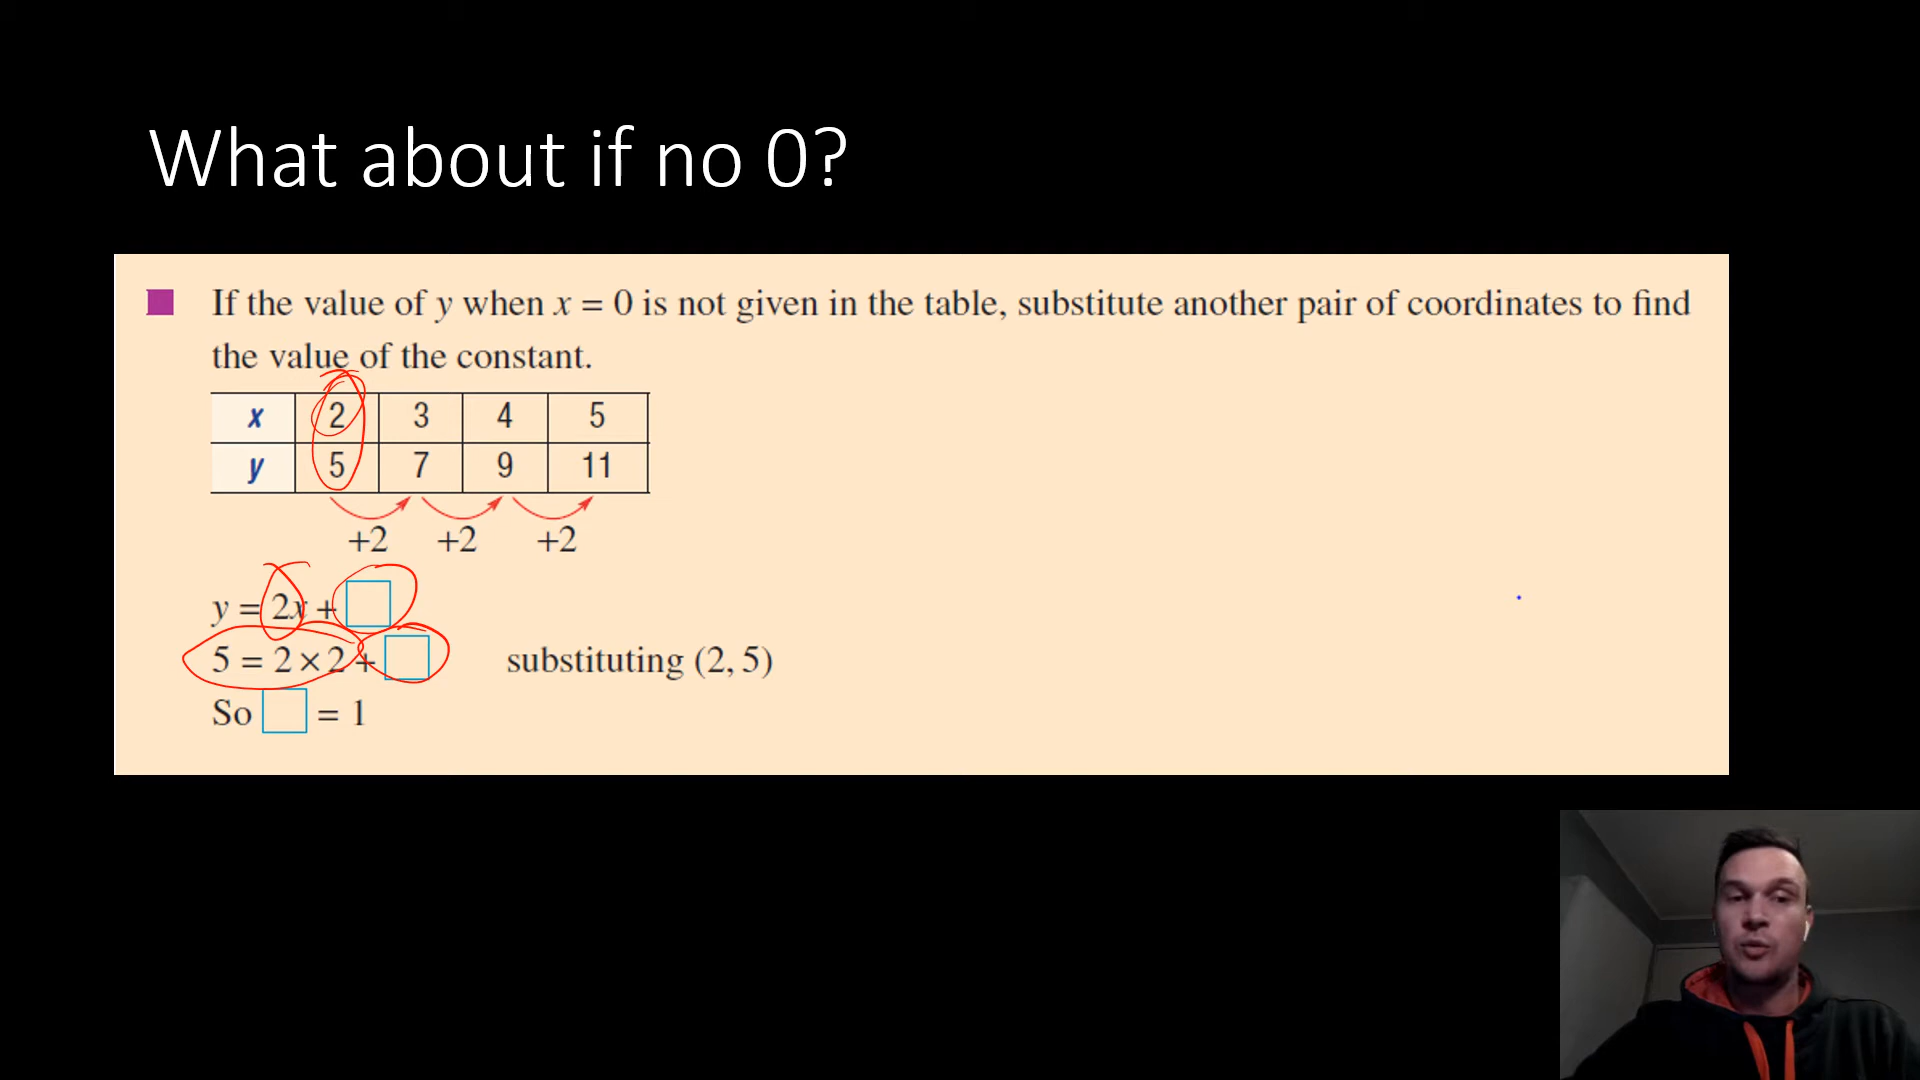 What about if no 0?
If the value of y when x = 0 is not given in the table, substitute another pair of coordinates to find
the value of the constant.
x 2 3 4 5
y 5 7 9 11
+2 +2 +2
y = 2x + □
5 = 2 × 2 + □ substituting (2, 5)
So □ = 1